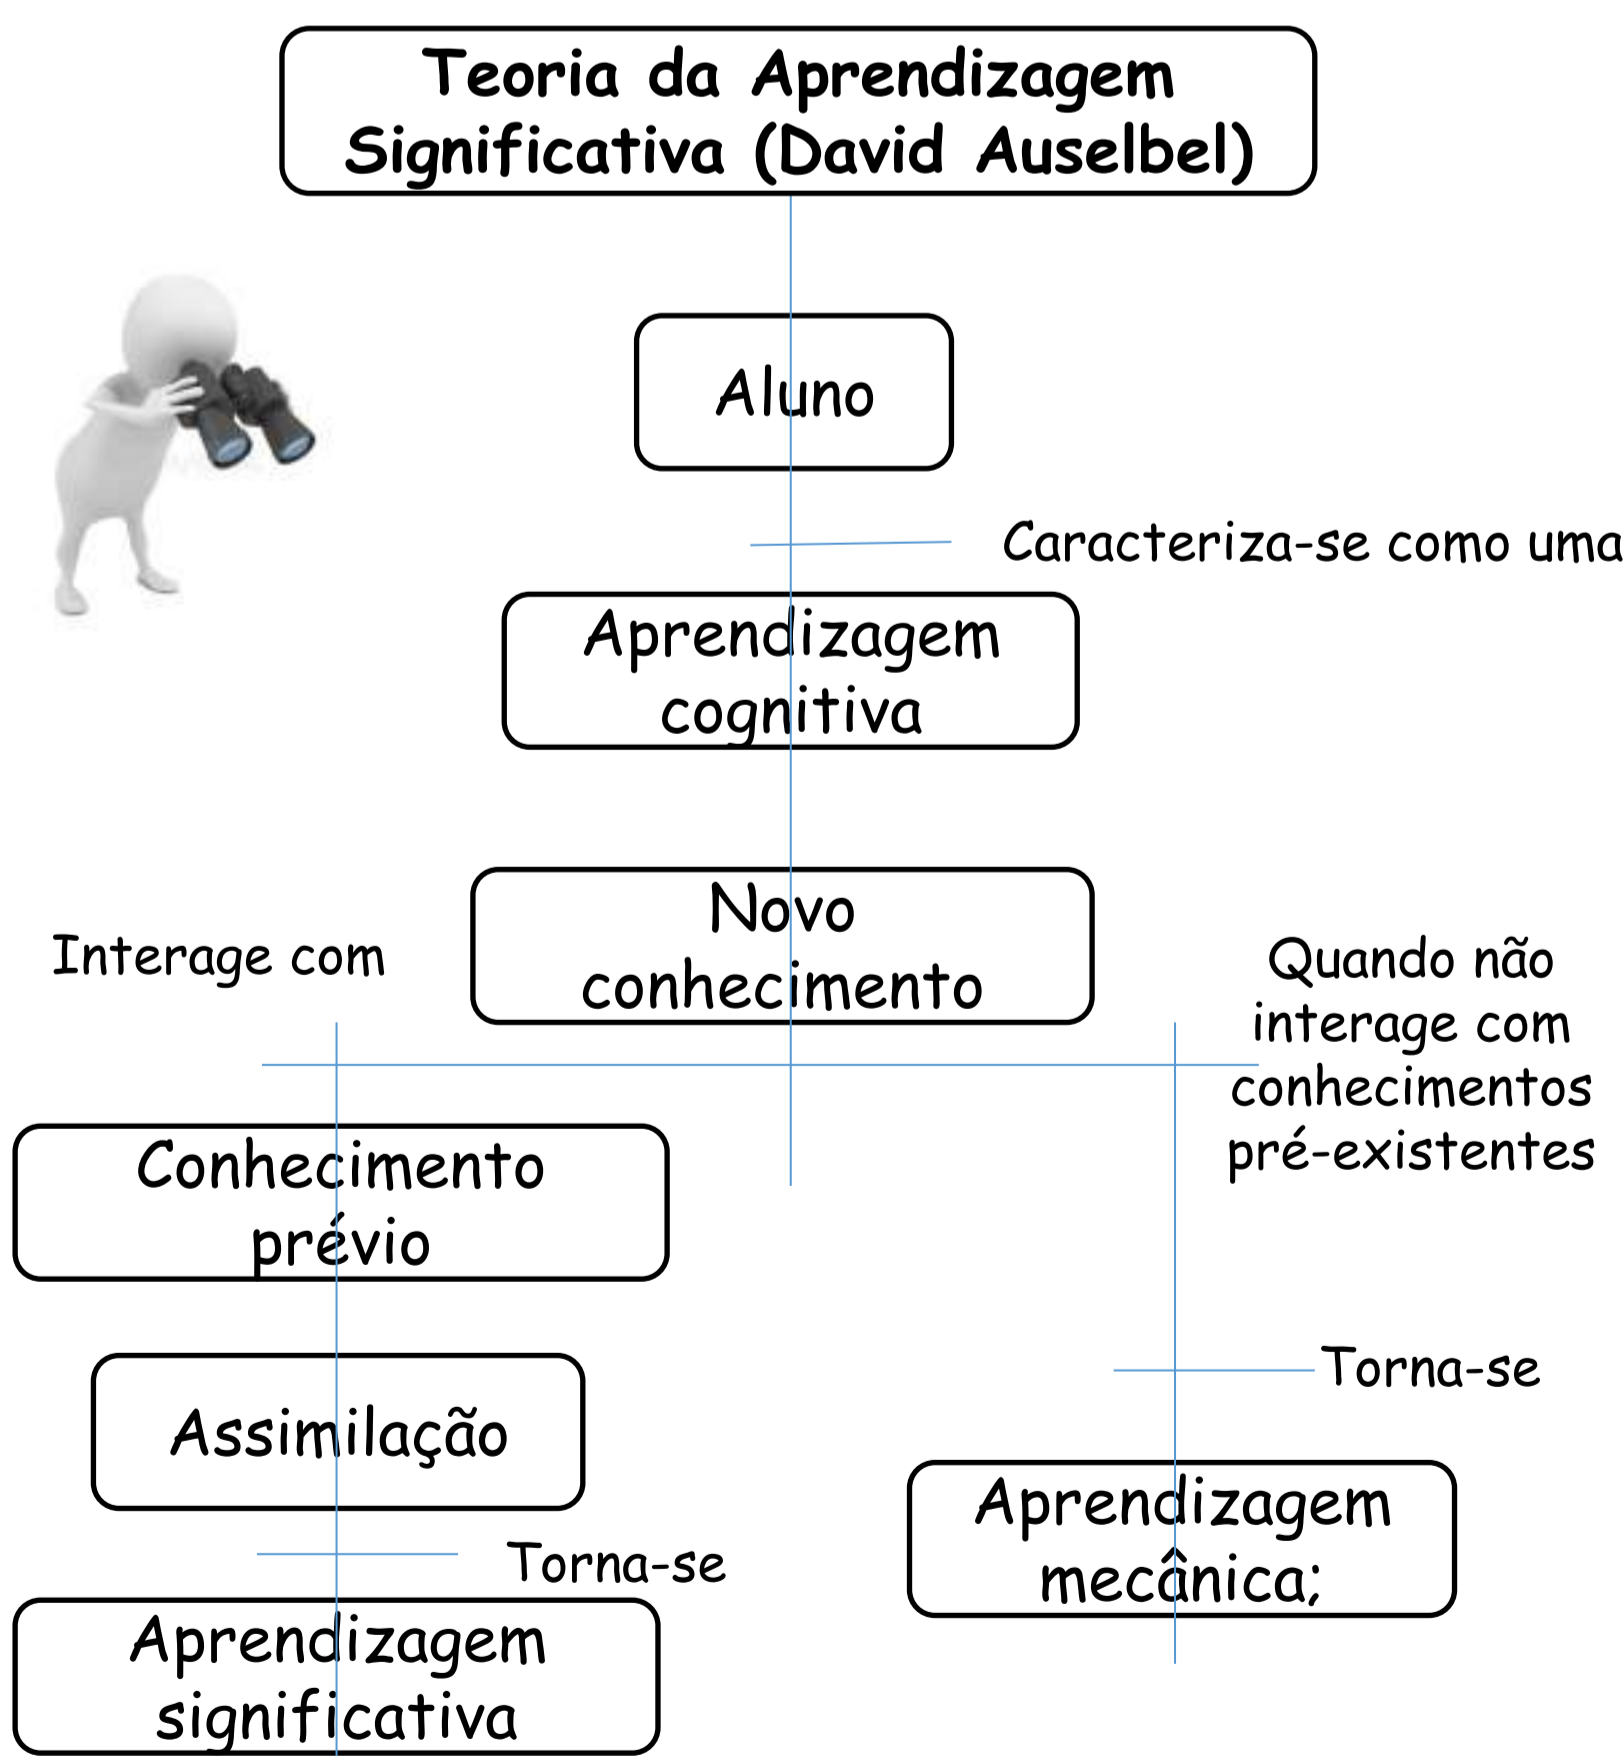 Teoria da Aprendizagem
Significativa (David Auselbel)
Aluno
Caracteriza-se como uma
Aprendizagem
cognitiva
Novo
conhecimento
Interage com
Quando não
interage com
conhecimentos
pré-existentes
Conhecimento
prévio
Assimilação
Torna-se
Aprendizagem
significativa
Torna-se
Aprendizagem
mecânica;